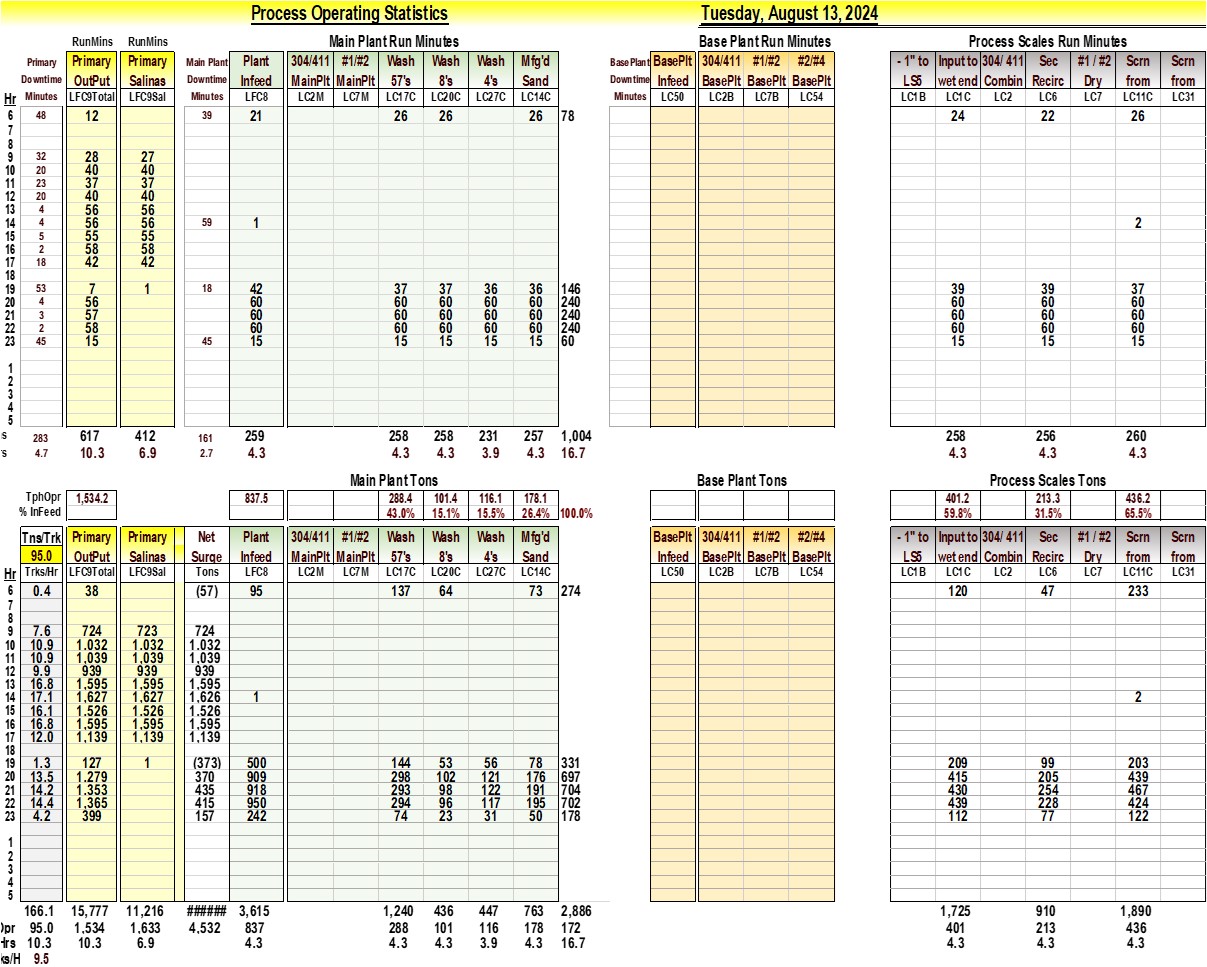 Process Operating Statistics Tuesday, August 13, 2024
RunMins RunMins Main Plant Run Minutes Base Plant Run Minutes Process Scales Run Minutes
Primary Primary Primary Main Plant Plant 304/411 #1/#2 Wash Wash Wash Mfg'd BasePlant BasePlt 304/411 #1/#2 #2/#4 - 1" to Input to 304/ 411 Sec #1 / #2 Scrn Scrn
Downtime OutPut Salinas Downtime Infeed MainPlt MainPlt 57's 8's 4's Sand Downtime Infeed BasePlt BasePlt BasePlt LS5 wet end Combin Recirc Dry from from
Hr Minutes LFC9Total LFC9Sal Minutes LFC8 LC2M LC7M LC17C LC20C LC27C LC14C Minutes LC50 LC2B LC7B LC54 LC1B LC1C LC2 LC6 LC7 LC11C LC31
6 48 12 39 21 26 26 26 78 24 22 26
7
8
9 32 28 27
10 20 40 40
11 23 37 37
12 20 40 40
13 4 56 56
14 4 56 56 59 1 2
15 5 55 55
16 2 58 58
17 18 42 42
18
19 53 7 1 18 42 37 37 36 36 146 39 39 37
20 4 56 60 60 60 60 60 240 60 60 60
21 3 57 60 60 60 60 60 240 60 60 60
22 2 58 60 60 60 60 60 240 60 60 60
23 45 15 45 15 15 15 15 15 60 15 15 15
1
2
3
4
5
s 283 617 412 161 259 258 258 231 257 1,004 258 256 260
's 4.7 10.3 6.9 2.7 4.3 4.3 4.3 3.9 4.3 16.7 4.3 4.3 4.3
Main Plant Tons Base Plant Tons Process Scales Tons
TphOpr 1,534.2 837.5 288.4 101.4 116.1 178.1 401.2 213.3 436.2
% InFeed 43.0% 15.1% 15.5% 26.4% 100.0% 59.8% 31.5% 65.5%
Tns/Trk Primary Primary Net Plant 304/411 #1/#2 Wash Wash Wash Mfg'd BasePlt 304/411 #1/#2 #2/#4 - 1" to Input to 304/ 411 Sec #1 / #2 Scrn Scrn
95.0 OutPut Salinas Surge Infeed MainPlt MainPlt 57's 8's 4's Sand Infeed BasePlt BasePlt BasePlt LS5 wet end Combin Recirc Dry from from
Hr Trks/Hr LFC9Total LFC9Sal Tons LFC8 LC2M LC7M LC17C LC20C LC27C LC14C LC50 LC2B LC7B LC54 LC1B LC1C LC2 LC6 LC7 LC11C LC31
6 0.4 38 (57) 95 137 64 73 274 120 47 233
7
8
9 7.6 724 723 724
10 10.9 1,032 1,032 1,032
11 10.9 1,039 1,039 1,039
12 9.9 939 939 939
13 16.8 1,595 1,595 1,595
14 17.1 1,627 1,627 1,626 1 2
15 16.1 1,526 1,526 1,526
16 16.8 1,595 1,595 1,595
17 12.0 1,139 1,139 1,139
18
19 1.3 127 1 (373) 500 144 53 56 78 331 209 99 203
20 13.5 1,279 370 909 298 102 121 176 697 415 205 439
21 14.2 1,353 435 918 293 98 122 191 704 430 254 467
22 14.4 1,365 415 950 294 96 117 195 702 439 228 424
23 4.2 399 157 242 74 23 31 50 178 112 77 122
1
2
3
4
5
166.1 15,777 11,216 ###### 3,615 1,240 436 447 763 2,886 1,725 910 1,890
Opr 95.0 1,534 1,633 4,532 837 288 101 116 178 172 401 213 436
Hrs 10.3 10.3 6.9 4.3 4.3 4.3 3.9 4.3 16.7 4.3 4.3 4.3
ks/H 9.5